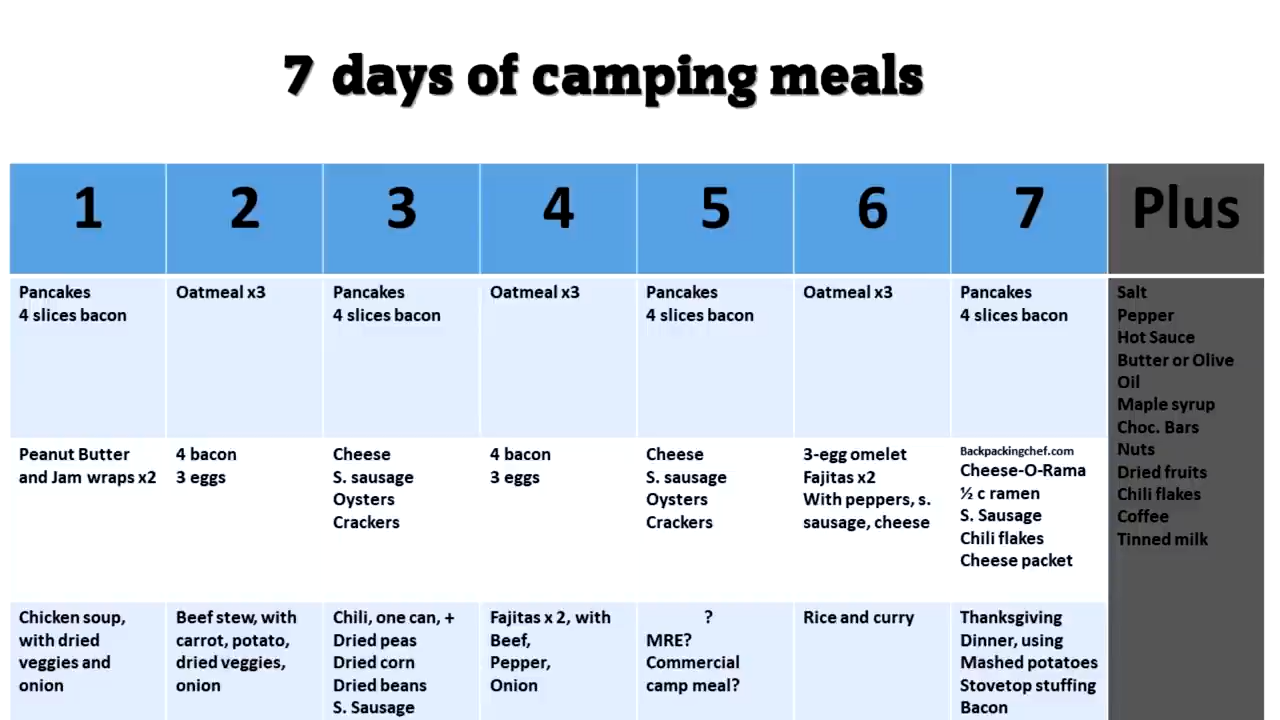 7 days of camping meals
1
2
3
4
5
6
7
Plus
Pancakes
4 slices bacon
Oatmeal x3
Pancakes
4 slices bacon
Oatmeal x3
Pancakes
4 slices bacon
Oatmeal x3
Pancakes
4 slices bacon
Salt
Pepper
Hot Sauce
Butter or Olive
Oil
Maple syrup
Choc. Bars
Nuts
Dried fruits
Chili flakes
Coffee
Tinned milk
Peanut Butter
and Jam wraps x2
4 bacon
3 eggs
Cheese
S. sausage
Oysters
Crackers
4 bacon
3 eggs
Cheese
S. sausage
Oysters
Crackers
3-egg omelet
Fajitas x2
With peppers, s.
sausage, cheese
Backpackingchef.com
Cheese-O-Rama
½ c ramen
S. Sausage
Chili flakes
Cheese packet
Chicken soup,
with dried
veggies and
onion
Beef stew, with
carrot, potato,
dried veggies,
onion
Chili, one can, +
Dried peas
Dried corn
Dried beans
S. Sausage
Fajitas x 2, with
Beef,
Pepper,
Onion
?
MRE?
Commercial
camp meal?
Rice and curry
Thanksgiving
Dinner, using
Mashed potatoes
Stovetop stuffing
Bacon